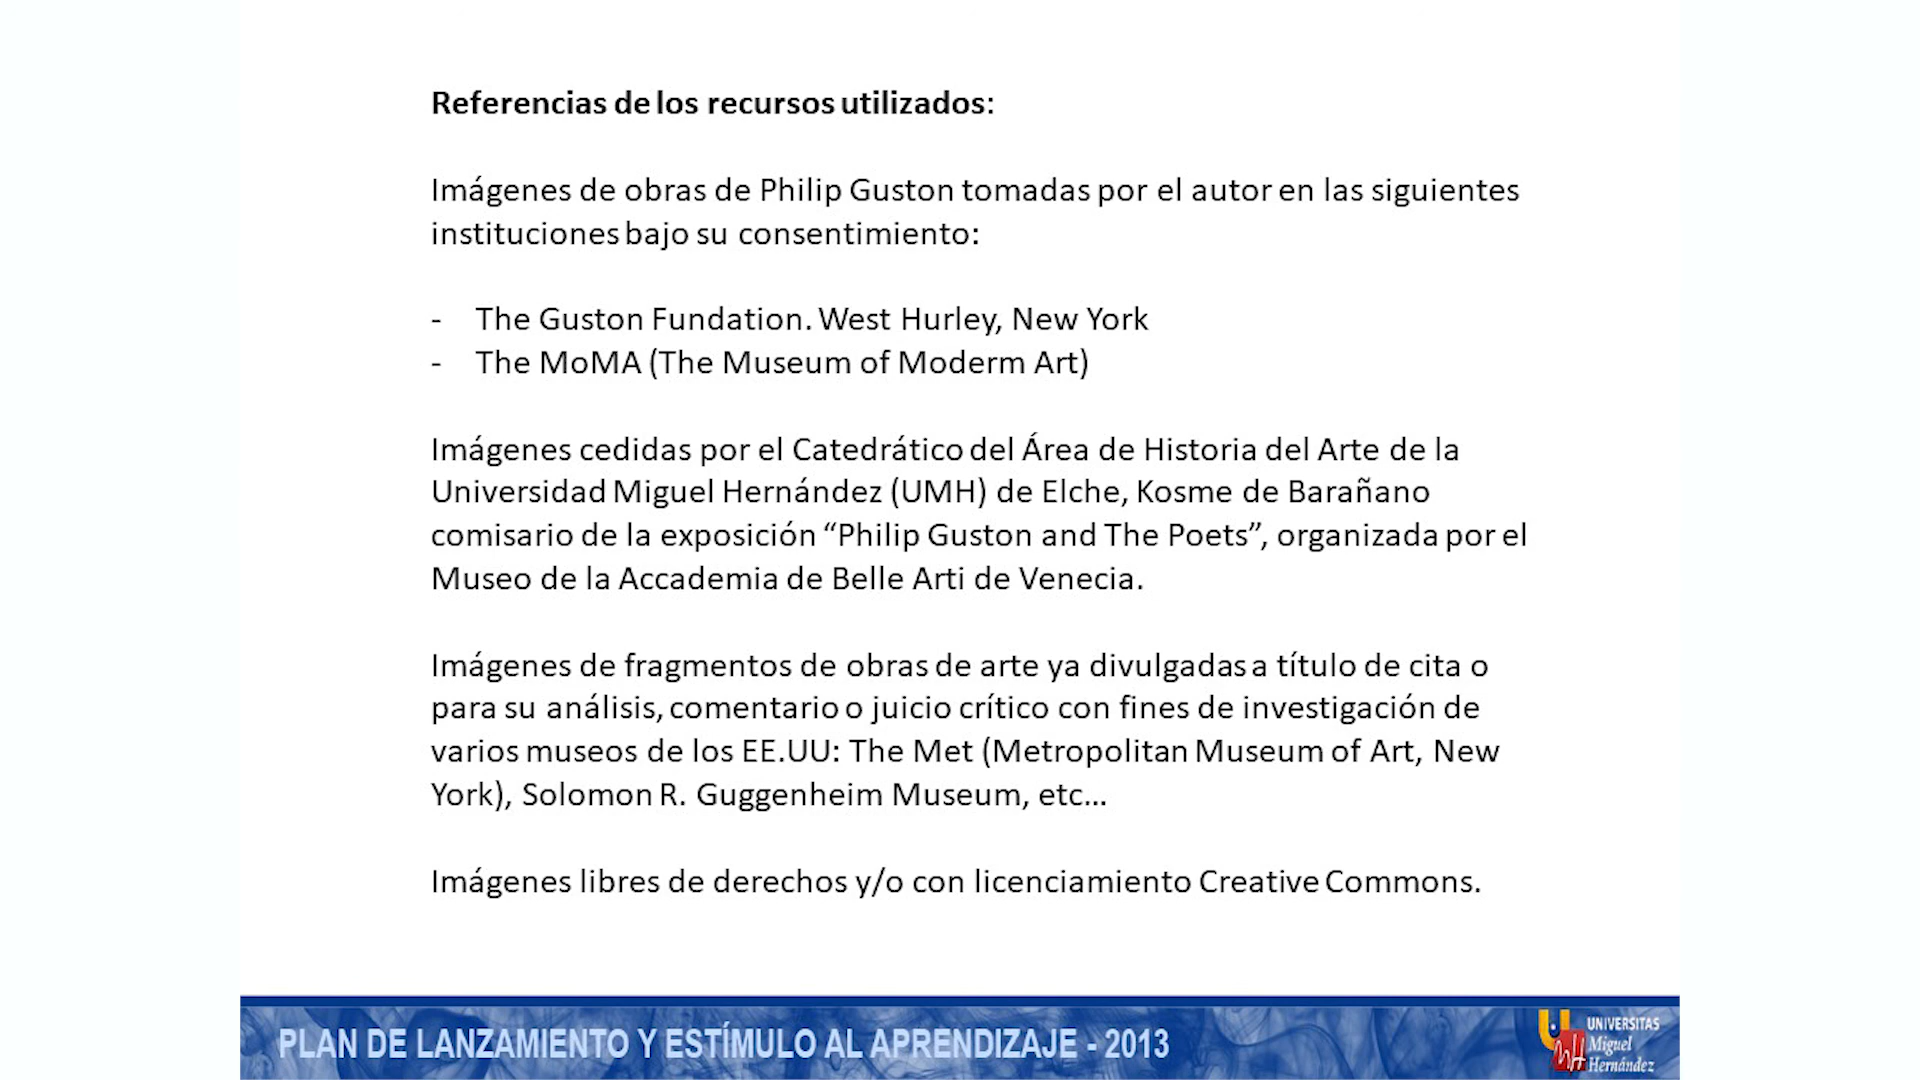 Referencias de los recursos utilizados:
Imágenes de obras de Philip Guston tomadas por el autor en las siguientes
instituciones bajo su consentimiento:
- The Guston Fundation. West Hurley, New York
- The MoMA (The Museum of Moderm Art)
Imágenes cedidas por el Catedrático del Área de Historia del Arte de la
Universidad Miguel Hernández (UMH) de Elche, Kosme de Barañano
comisario de la exposición “Philip Guston and The Poets”, organizada por el
Museo de la Accademia de Belle Arti de Venecia.
Imágenes de fragmentos de obras de arte ya divulgadas a título de cita o
para su análisis, comentario o juicio crítico con fines de investigación de
varios museos de los EE.UU: The Met (Metropolitan Museum of Art, New
York), Solomon R. Guggenheim Museum, etc…
Imágenes libres de derechos y/o con licenciamiento Creative Commons.
PLAN DE LANZAMIENTO Y ESTÍMULO AL APRENDIZAJE - 2013
UNIVERSITAS
Miguel
Hernández